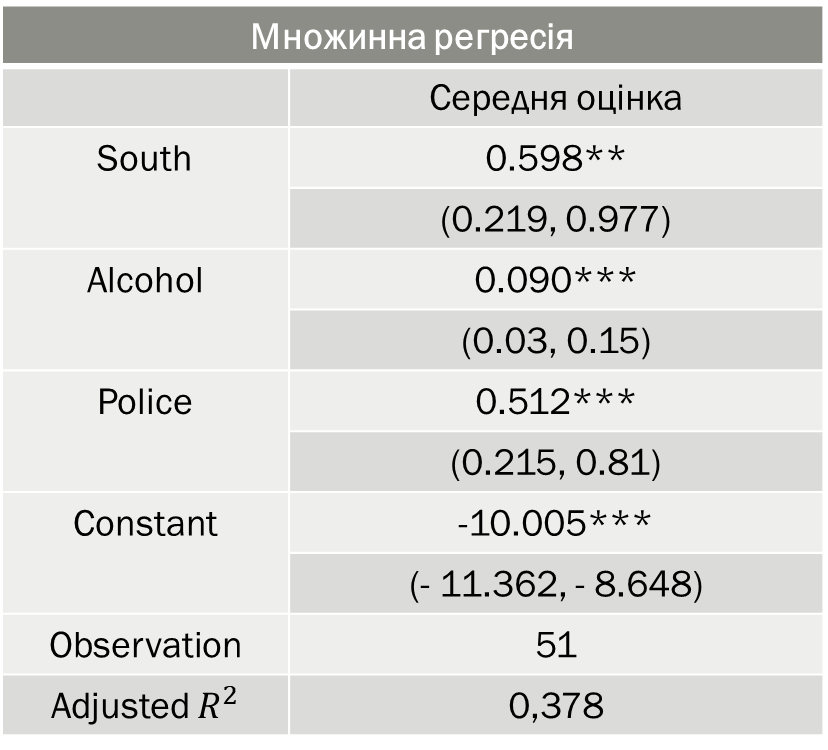 Множинна регресія
Середня оцінка
South
0.598**
(0.219, 0.977)
Alcohol
0.090***
(0.03, 0.15)
Police
0.512***
(0.215, 0.81)
Constant
-10.005***
(- 11.362, - 8.648)
Observation
51
Adjusted R²
0,378